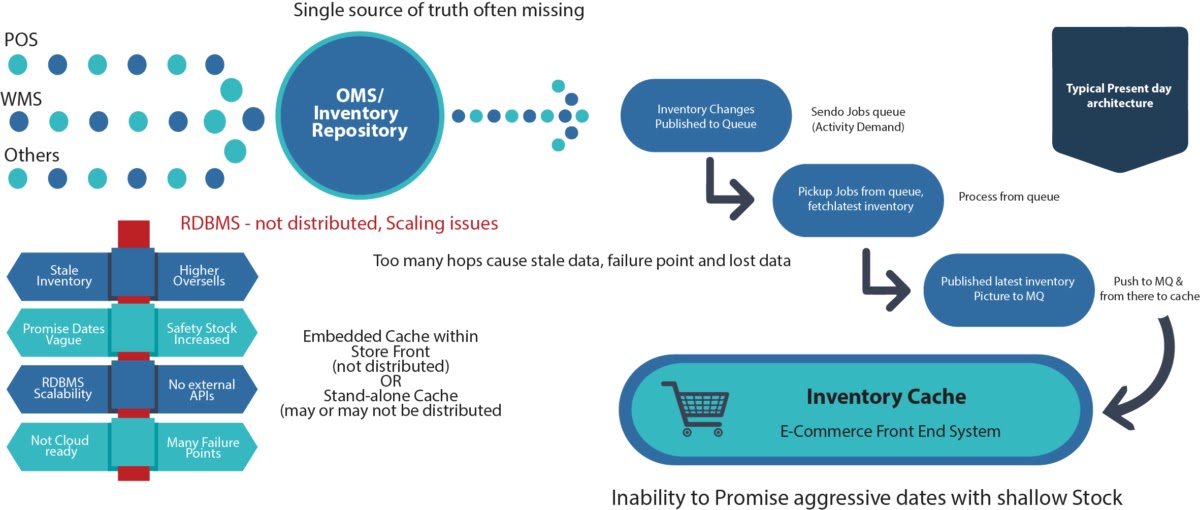 Single source of truth often missing
POS
WMS
Others
OMS/
Inventory
Repository
Inventory Changes
Published to Queue
Sendo Jobs queue
(Activity Demand)
Typical Present day
architecture
Pickup Jobs from queue,
fetchlatest inventory
Process from queue
RDBMS - not distributed, Scaling issues
Too many hops cause stale data, failure point and lost data
Published latest inventory
Picture to MQ
Push to MQ &
from there to cache
Stale
Inventory
Higher
Oversells
Promise Dates
Vague
Safety Stock
Increased
RDBMS
Scalability
No external
APIs
Not Cloud
ready
Many Failure
Points
Embedded Cache within
Store Front
(not distributed)
OR
Stand-alone Cache
(may or may not be distributed
Inventory Cache
E-Commerce Front End System
Inability to Promise aggressive dates with shallow Stock